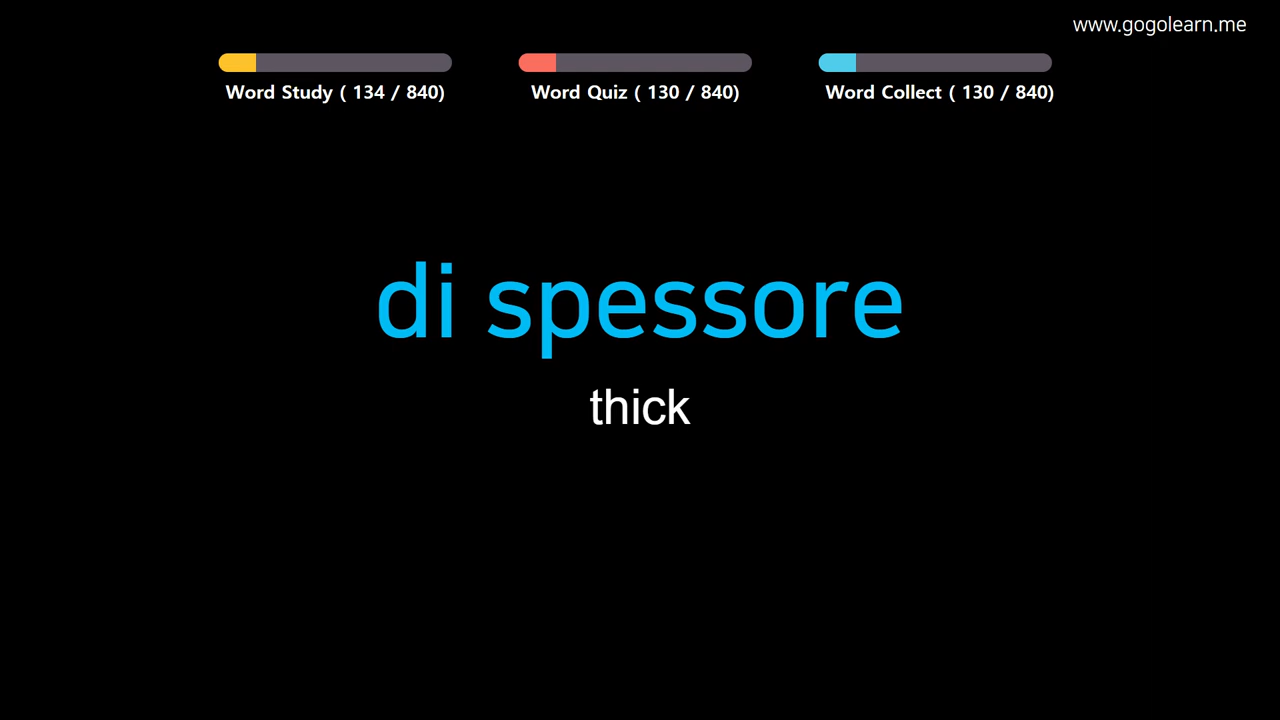 www.gogolearn.me
Word Study ( 134 / 840)
Word Quiz ( 130 / 840)
Word Collect ( 130 / 840)
di spessore
thick